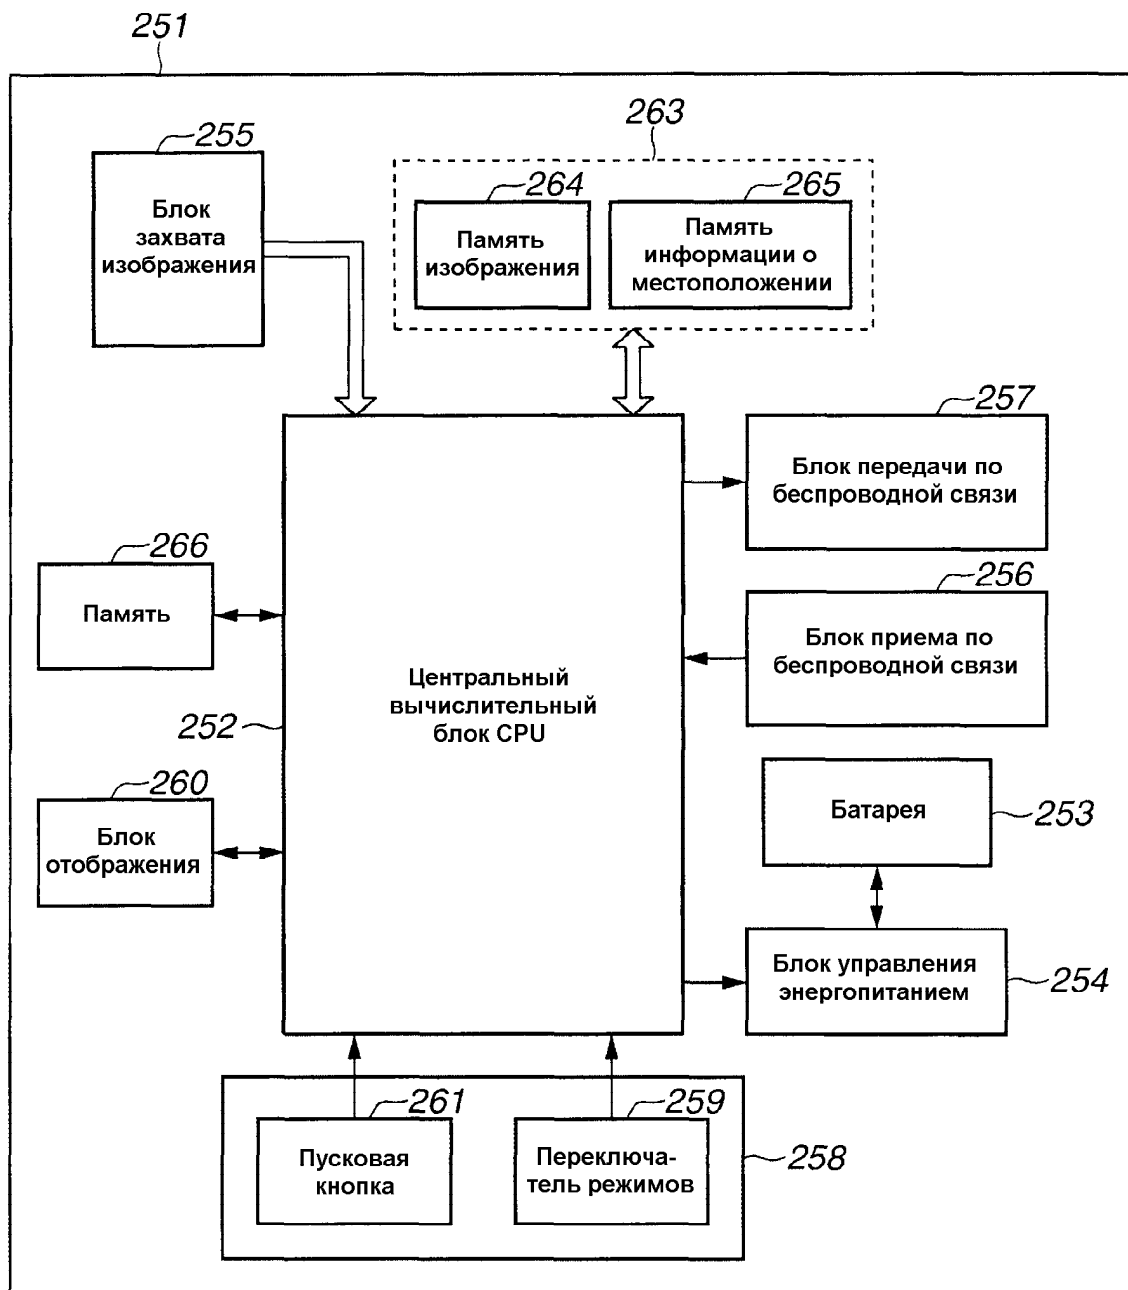 251
255
Блок
захвата
изображения
263
264
Память
изображения
265
Память
информации о
местоположении
257
Блок передачи по
беспроводной связи
266
Память
256
Блок приема по
беспроводной связи
Центральный
вычислительный
блок CPU
252
260
Блок
отображения
Батарея
253
Блок управления
энергопитанием
254
261
Пусковая
кнопка
259
Переключа-
тель режимов
258